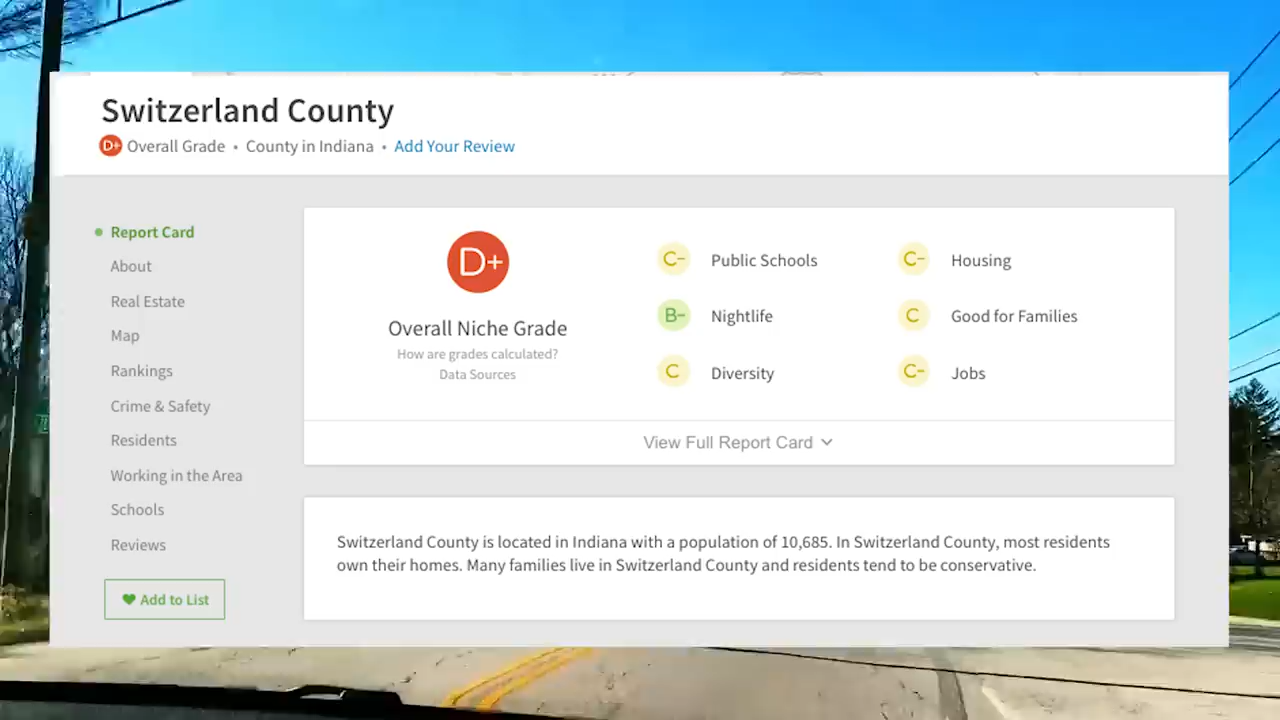 Switzerland County
D+ Overall Grade • County in Indiana • Add Your Review
Report Card
About
Real Estate
Map
Rankings
Crime & Safety
Residents
Working in the Area
Schools
Reviews
Add to List
D+
Overall Niche Grade
How are grades calculated?
Data Sources
C- Public Schools
B- Nightlife
C Diversity
C- Housing
C Good for Families
C- Jobs
View Full Report Card
Switzerland County is located in Indiana with a population of 10,685. In Switzerland County, most residents
own their homes. Many families live in Switzerland County and residents tend to be conservative.